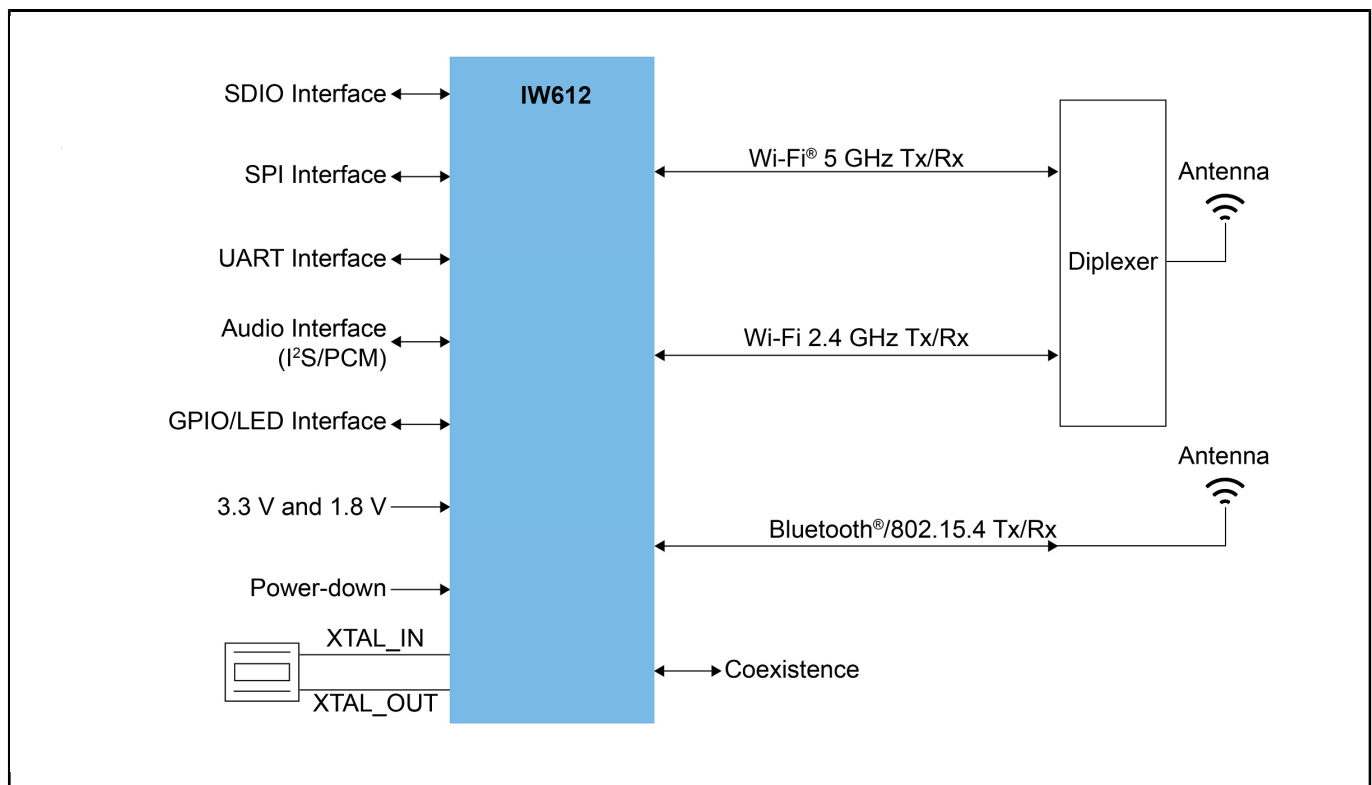 IW612
SDIO Interface
SPI Interface
UART Interface
Audio Interface
(I²S/PCM)
GPIO/LED Interface
3.3 V and 1.8 V
Power-down
XTAL_IN
XTAL_OUT
Wi-Fi® 5 GHz Tx/Rx
Wi-Fi 2.4 GHz Tx/Rx
Bluetooth®/802.15.4 Tx/Rx
Coexistence
Diplexer
Antenna
Antenna